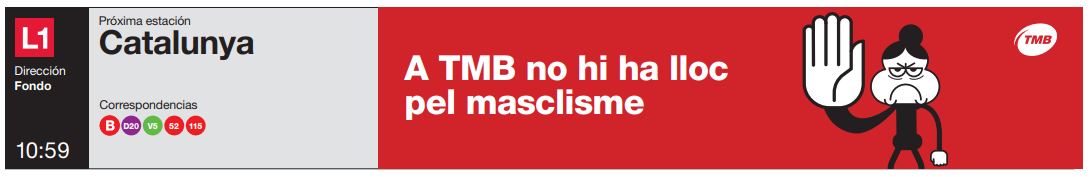 L1
Dirección
Fondo
10:59
Próxima estación
Catalunya
Correspondencias
B D20 V5 52 115
A TMB no hi ha lloc
pel masclisme
TMB